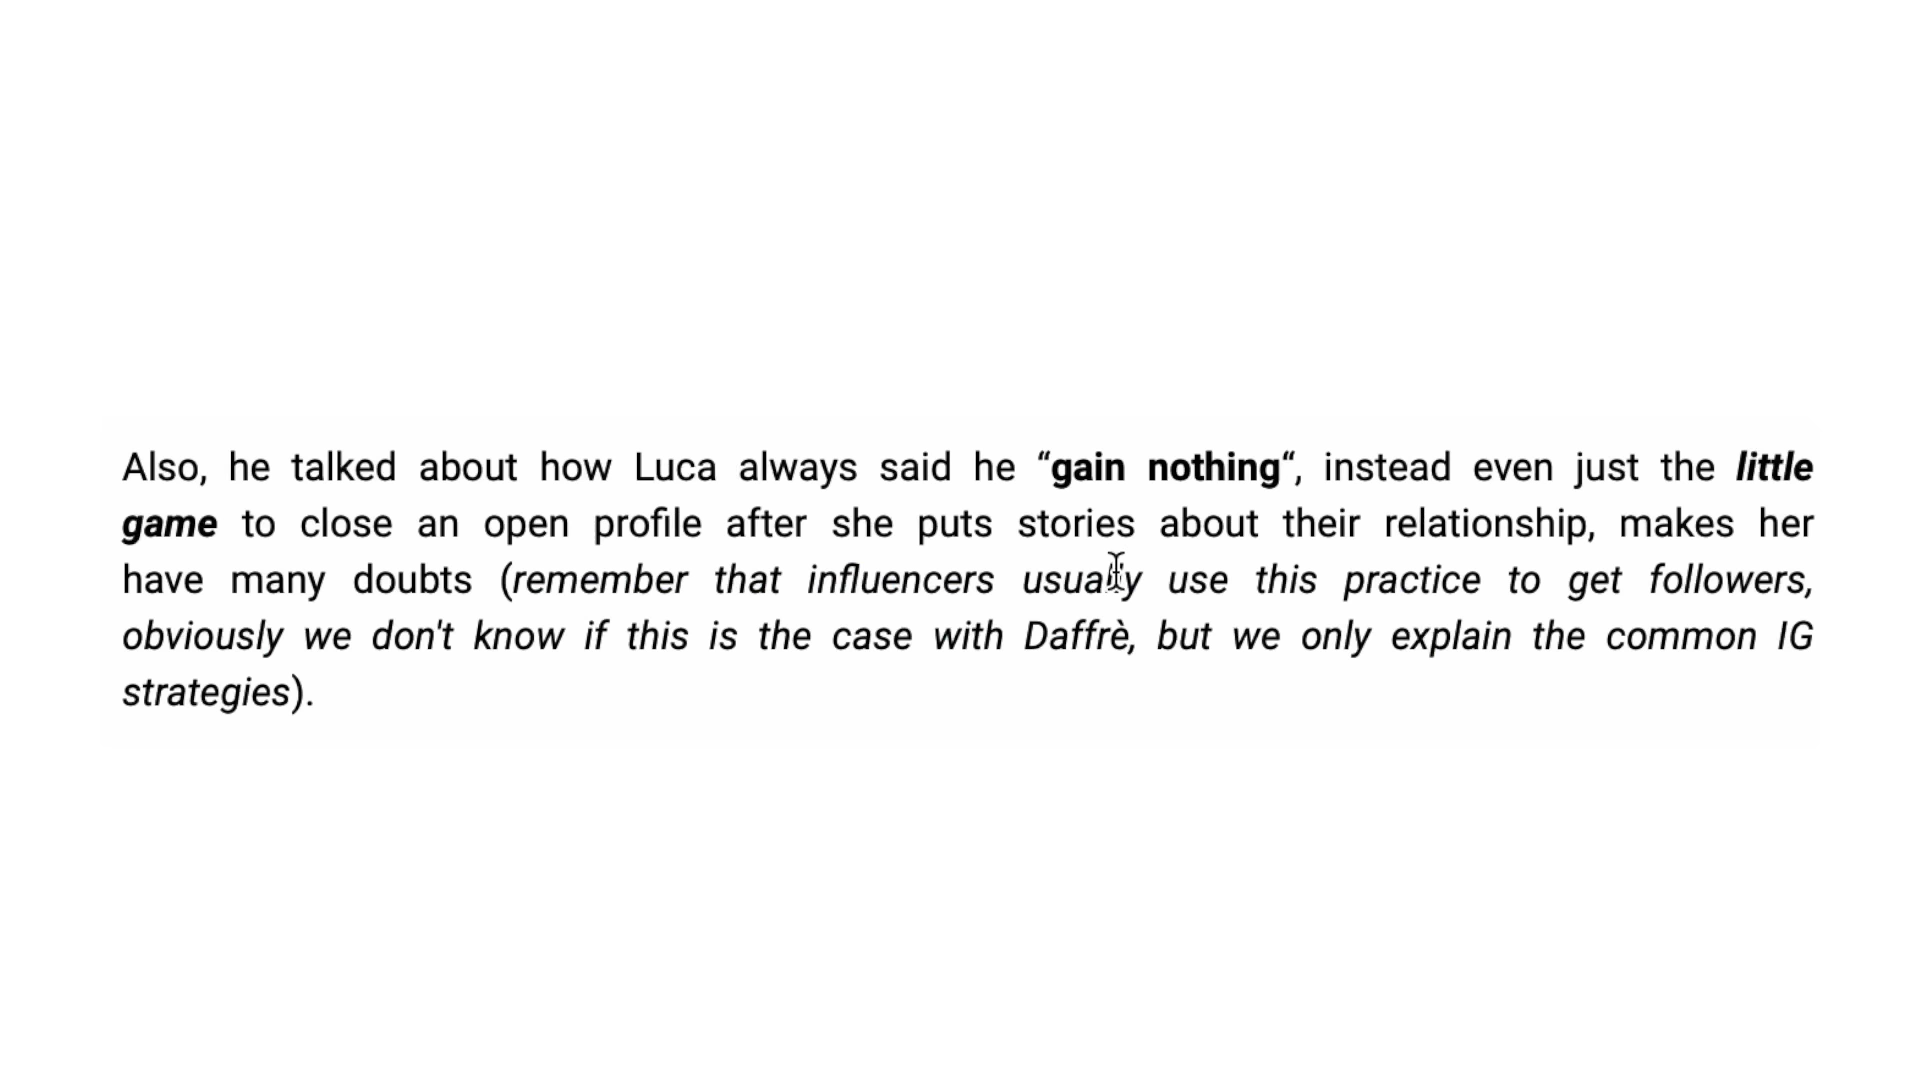 Also, he talked about how Luca always said he “gain nothing“, instead even just the little
game to close an open profile after she puts stories about their relationship, makes her
have many doubts (remember that influencers usually use this practice to get followers,
obviously we don't know if this is the case with Daffrè, but we only explain the common IG
strategies).